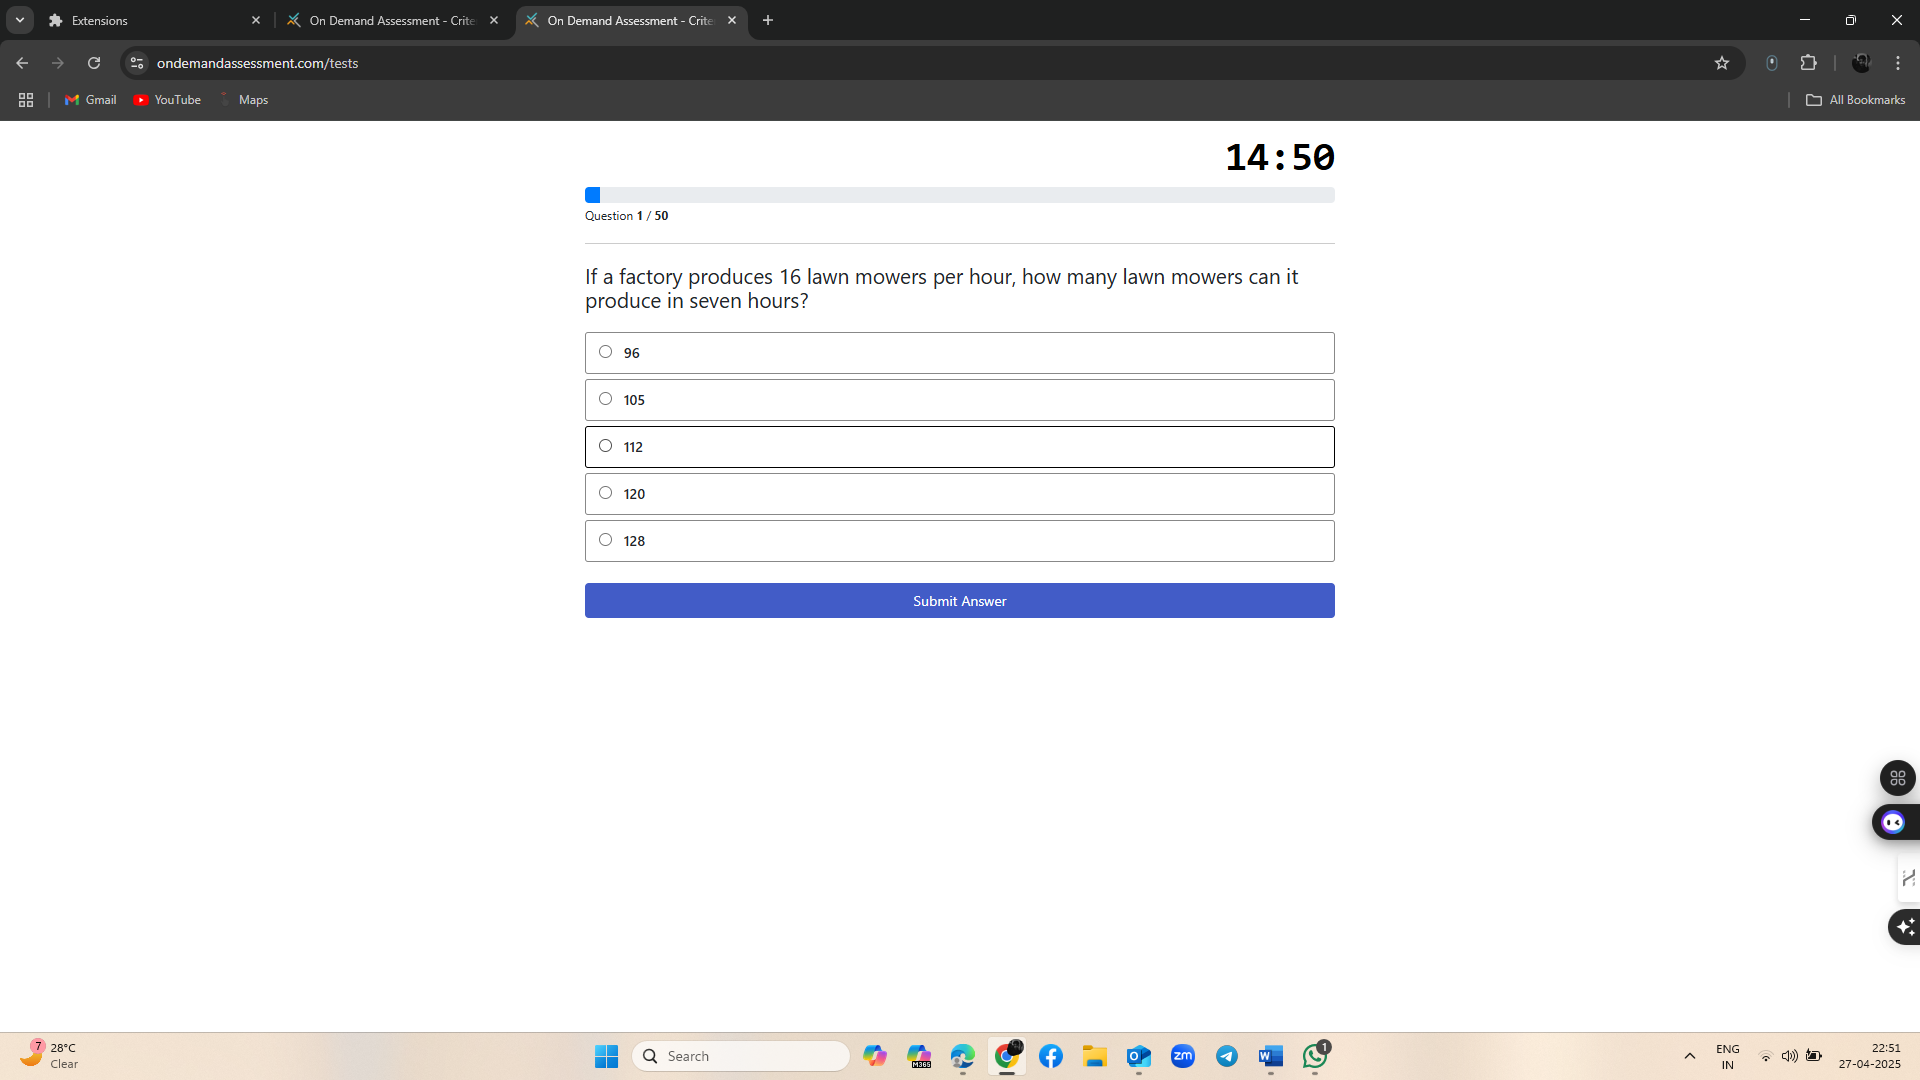 Extensions
On Demand Assessment - Crite
On Demand Assessment - Crite
ondemandassessment.com/tests
Gmail
YouTube
Maps
All Bookmarks
14:50
Question 1 / 50
If a factory produces 16 lawn mowers per hour, how many lawn mowers can it
produce in seven hours?
96
105
112
120
128
Submit Answer
7
28°C
Clear
Search
M365
zm
1
ENG
IN
22:51
27-04-2025